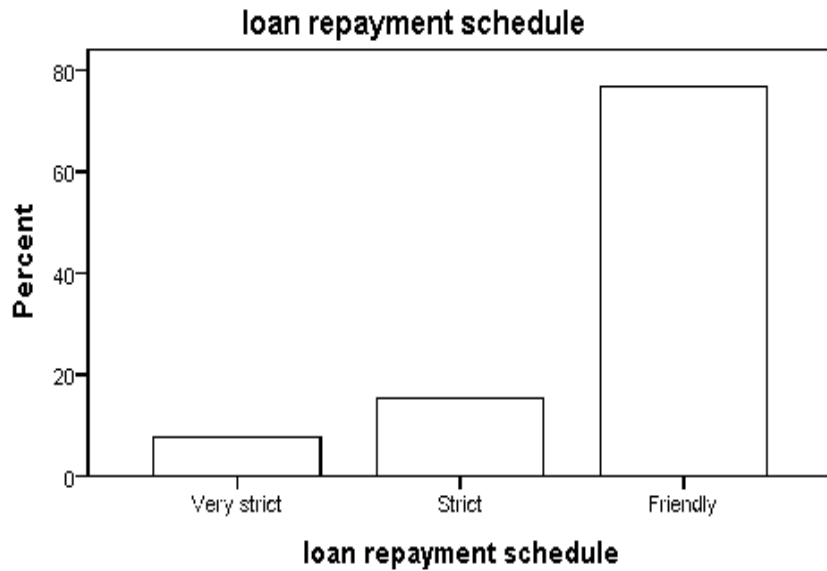 loan repayment schedule
80
60
40
20
0
Percent
Very strict
Strict
Friendly
loan repayment schedule